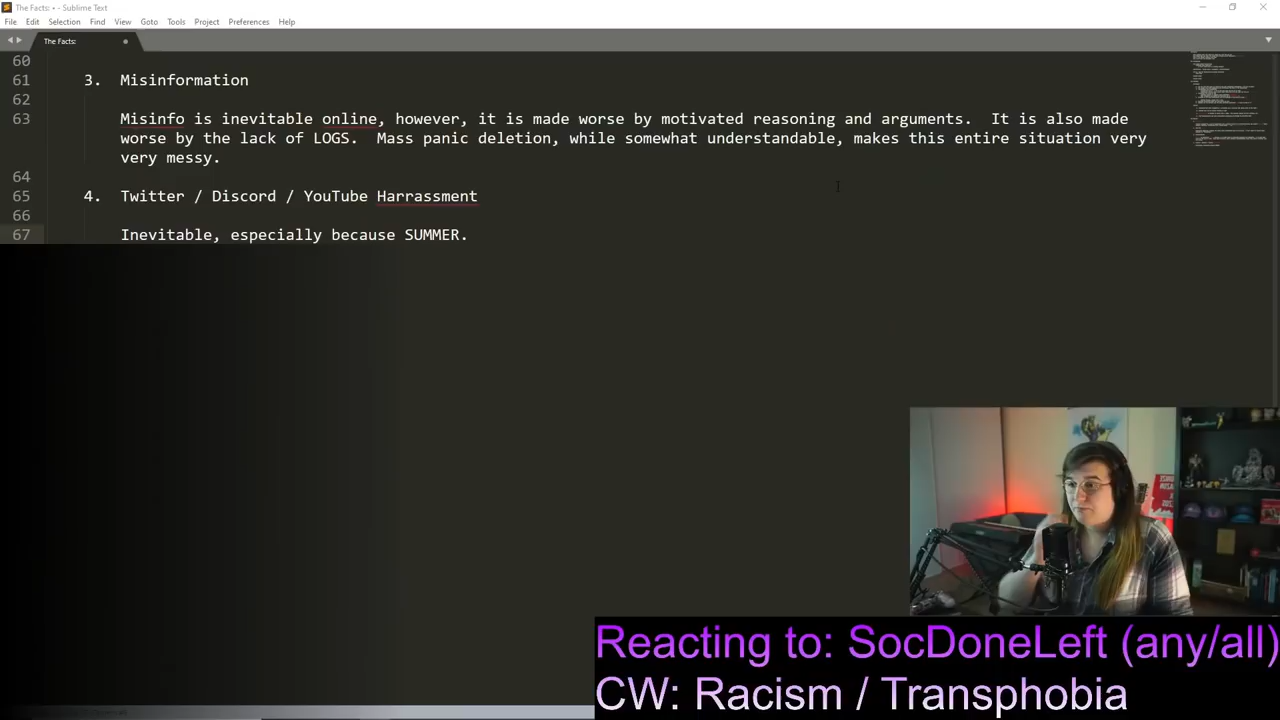 The Facts: • - Sublime Text
File Edit Selection Find View Goto Tools Project Preferences Help
The Facts:
60
61 3. Misinformation
62
63 Misinfo is inevitable online, however, it is made worse by motivated reasoning and arguments. It is also made
worse by the lack of LOGS. Mass panic deltran, while somewhat understandable, makes this entire situation very
very messy.
64
65 4. Twitter / Discord / YouTube Harrassment
66
67 Inevitable, especially because SUMMER.
Reacting to: SocDoneLeft (any/all)
CW: Racism / Transphobia